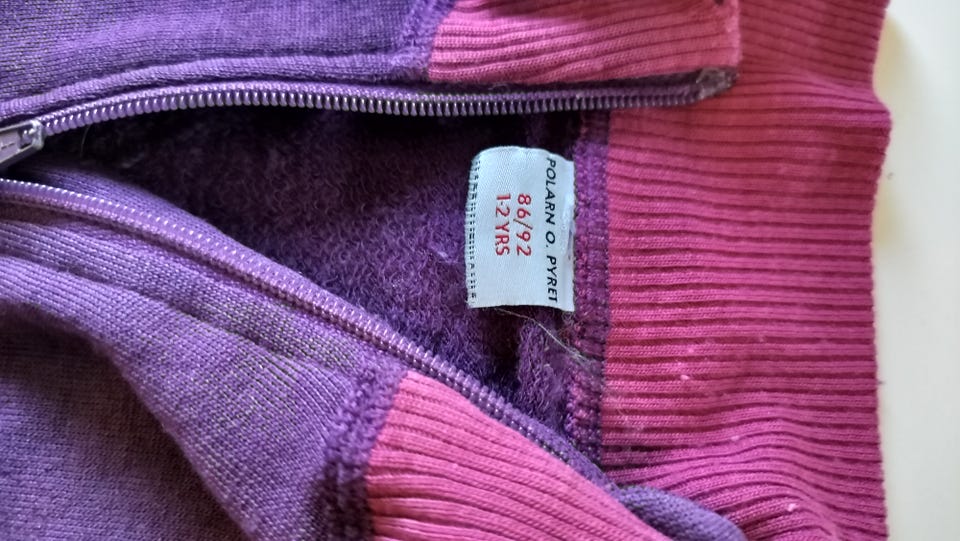 POLARN O. PYRET
86/92
1-2 YRS